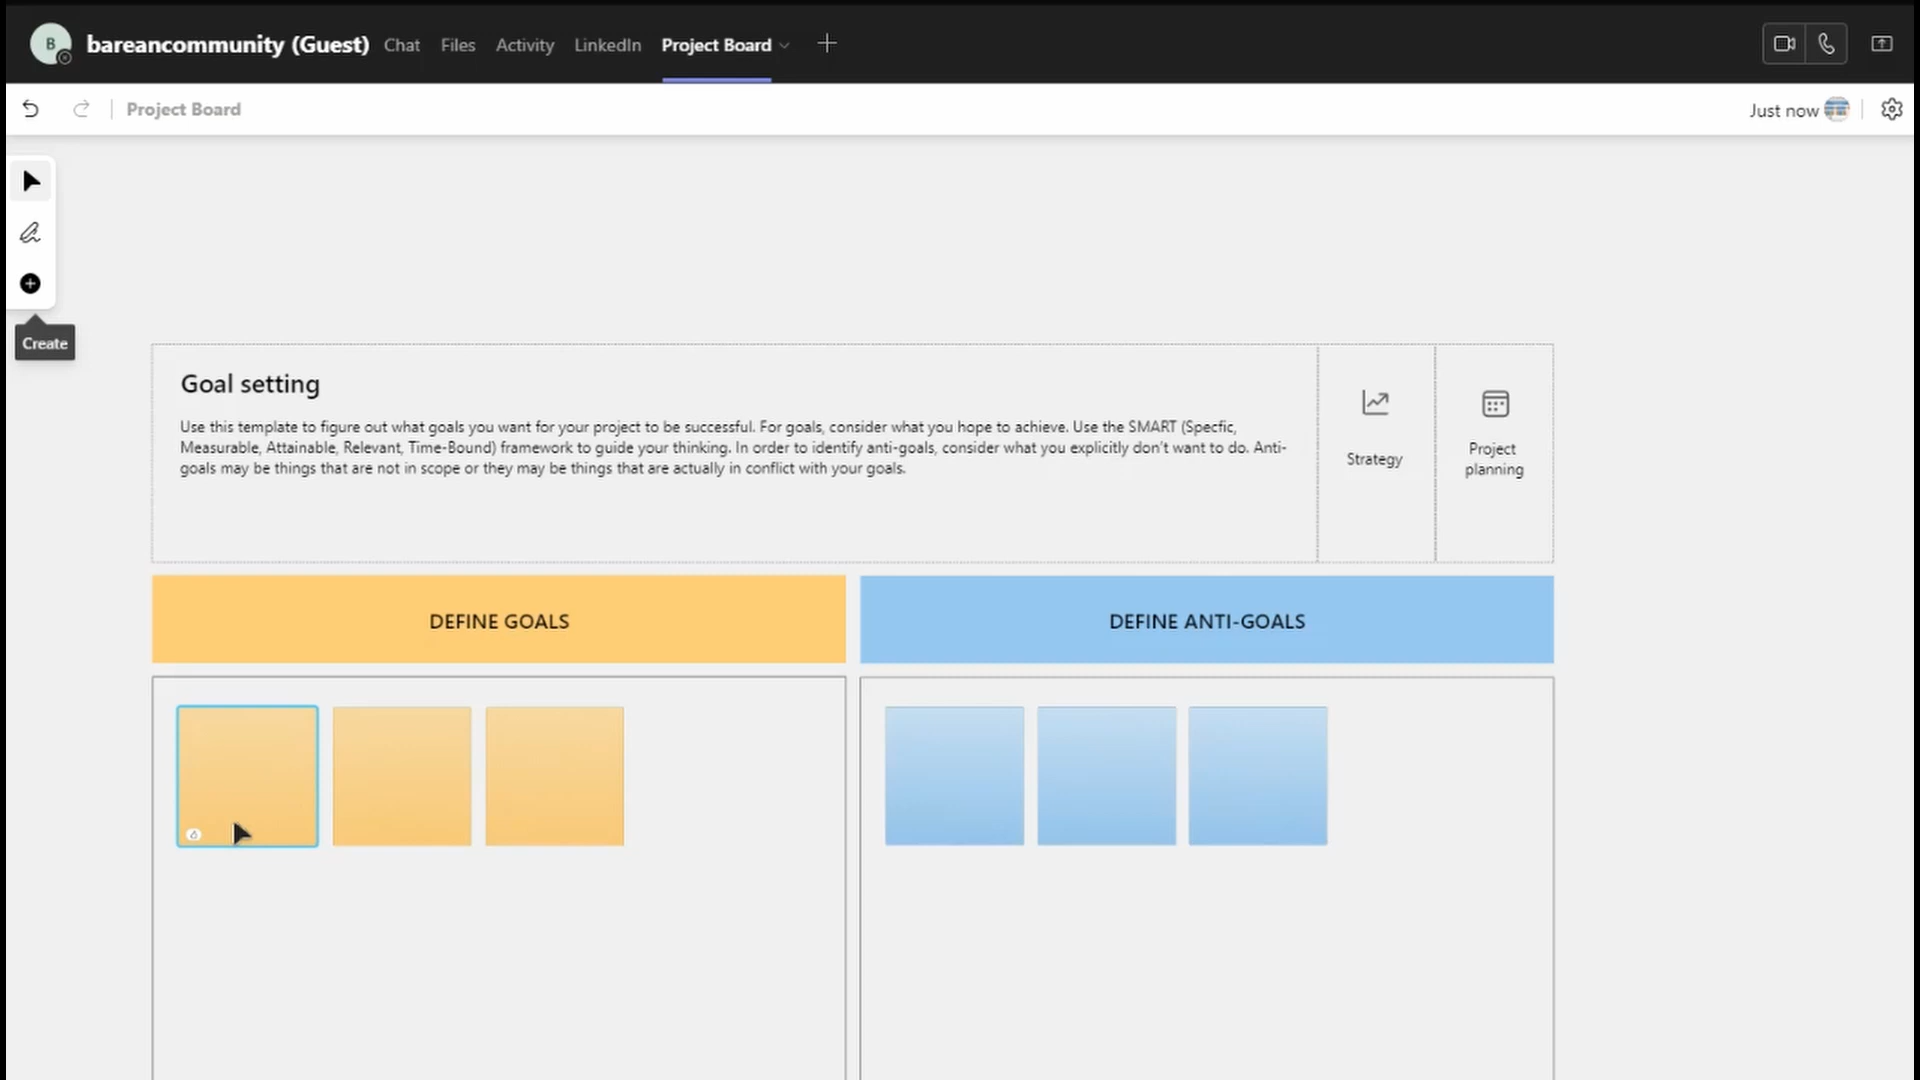 B
bareancommunity (Guest) Chat Files Activity LinkedIn Project Board
Project Board
Just now
Create
Goal setting
Use this template to figure out what goals you want for your project to be successful. For goals, consider what you hope to achieve. Use the SMART (Specfic,
Measurable, Attainable, Relevant, Time-Bound) framework to guide your thinking. In order to identify anti-goals, consider what you explicitly don't want to do. Anti-
goals may be things that are not in scope or they may be things that are actually in conflict with your goals.
Strategy
Project
planning
DEFINE GOALS
DEFINE ANTI-GOALS